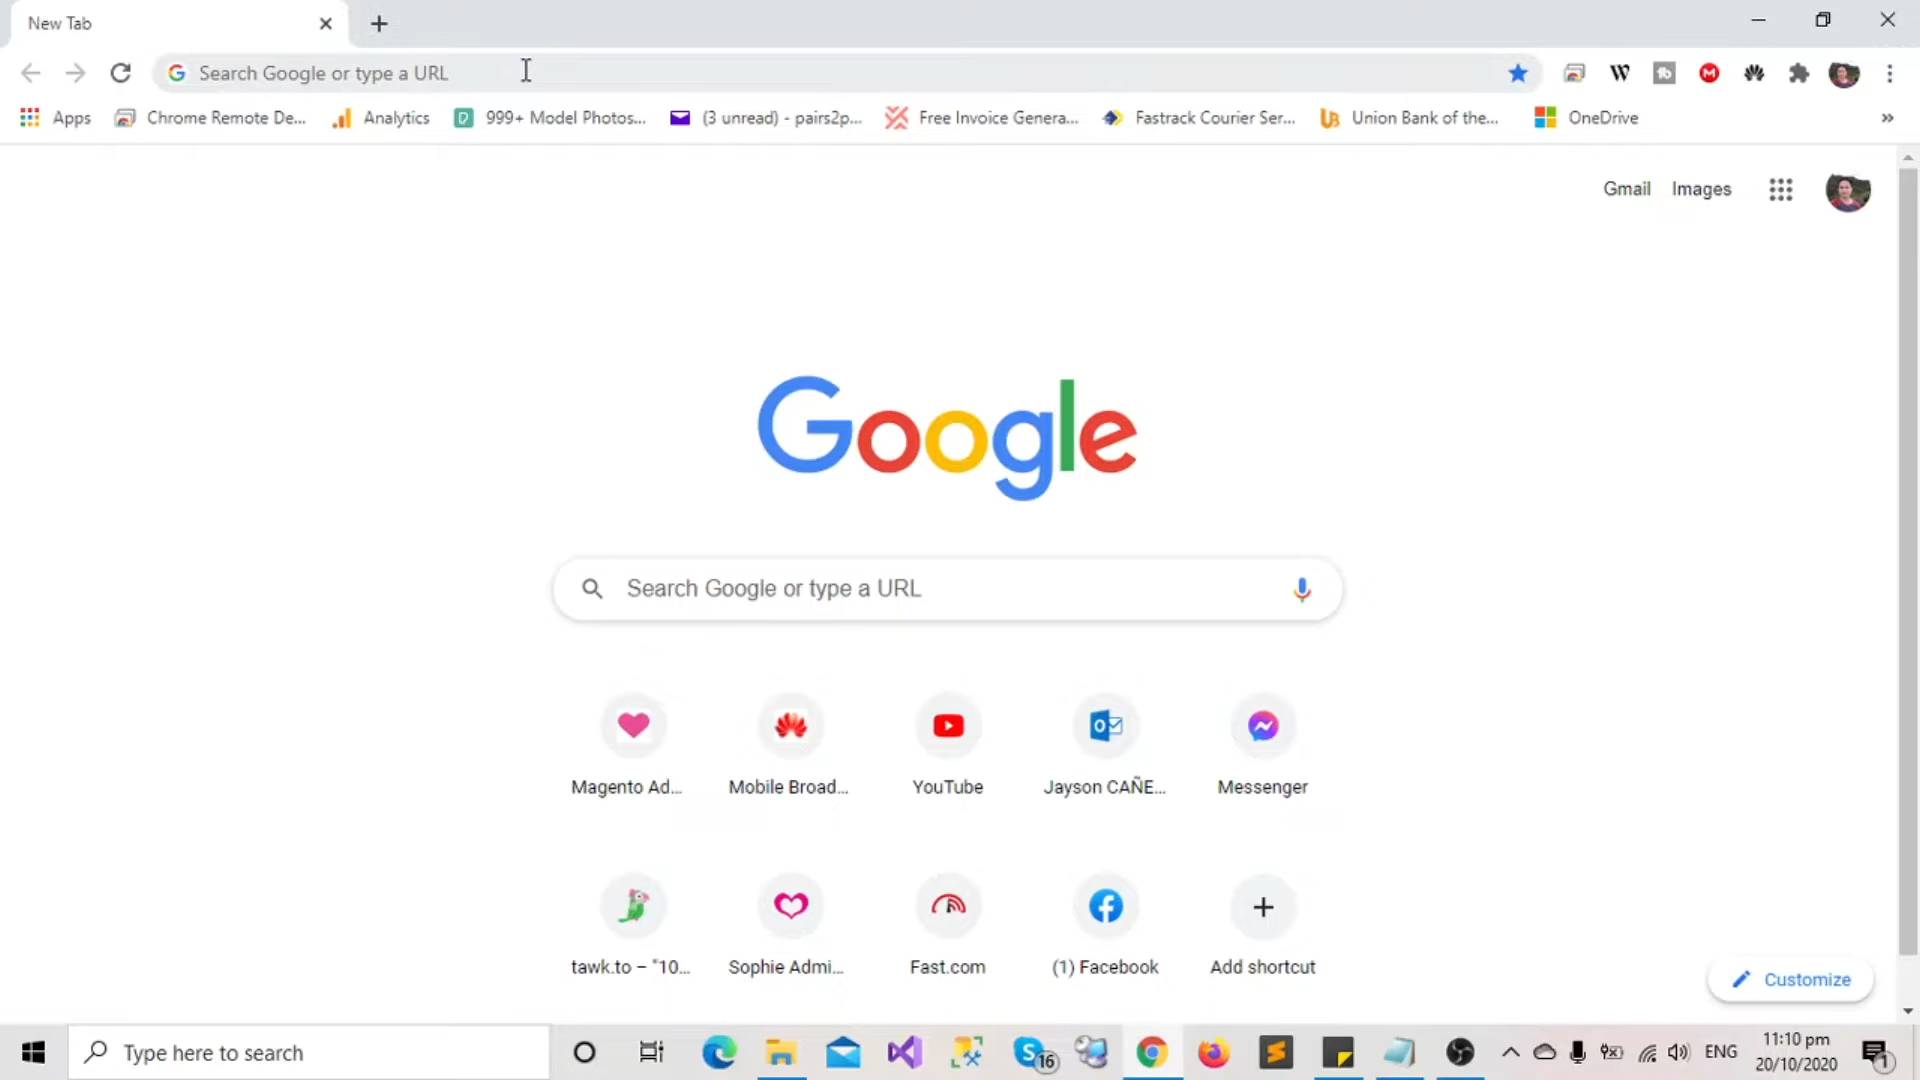 New Tab
Search Google or type a URL
Apps
Chrome Remote De...
Analytics
999+ Model Photos...
(3 unread) - pairs2p...
Free Invoice Genera...
Fastrack Courier Ser...
Union Bank of the...
OneDrive
»
Gmail
Images
Google
Search Google or type a URL
Magento Ad...
Mobile Broad...
YouTube
Jayson CAÑE...
Messenger
tawk.to – "10...
Sophie Admi...
Fast.com
(1) Facebook
Add shortcut
Customize
Type here to search
16
ENG
11:10 pm
20/10/2020
1